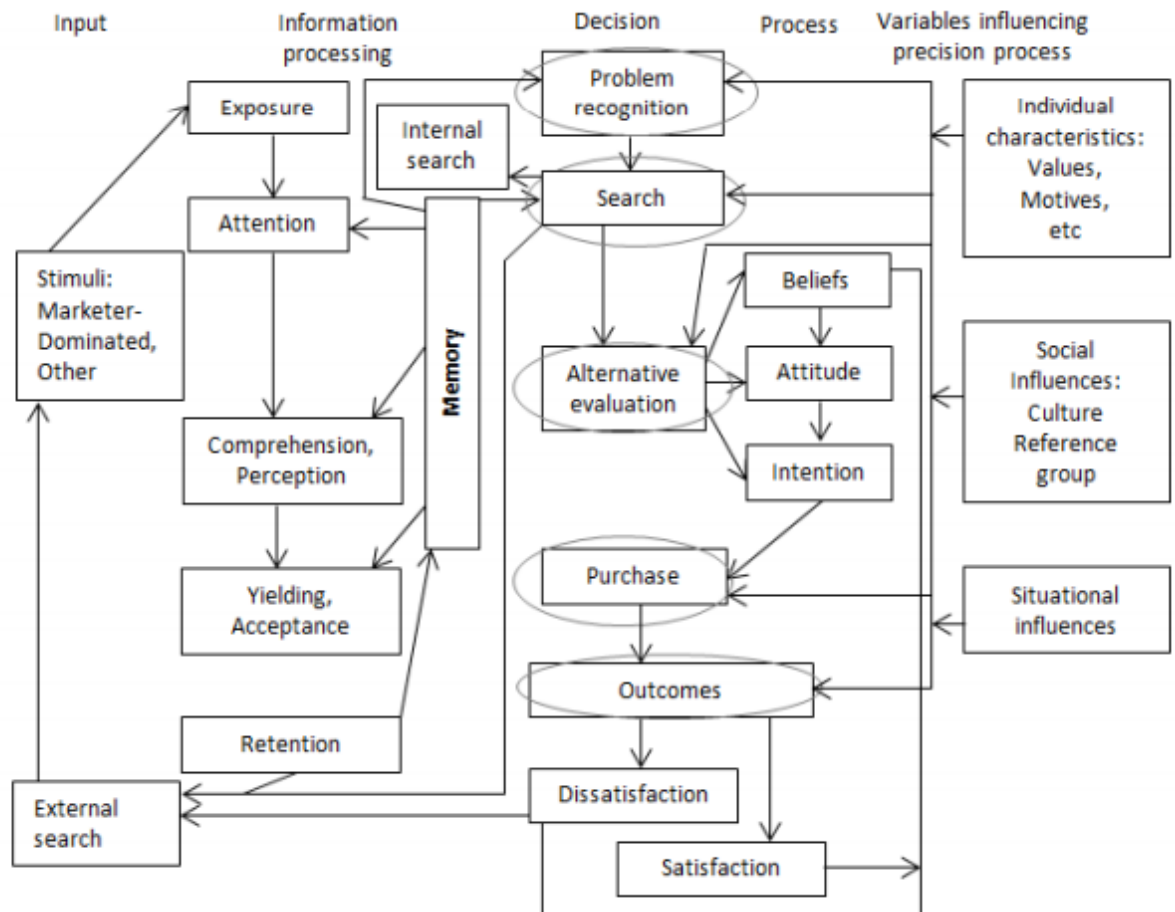 Input
Information
processing
Decision
Process
Variables influencing
precision process
Exposure
Attention
Stimuli:
Marketer-
Dominated,
Other
Comprehension,
Perception
Yielding,
Acceptance
Retention
External
search
Internal
search
Memory
Problem
recognition
Search
Alternative
evaluation
Beliefs
Attitude
Intention
Purchase
Outcomes
Dissatisfaction
Satisfaction
Individual
characteristics:
Values,
Motives,
etc
Social
Influences:
Culture
Reference
group
Situational
influences